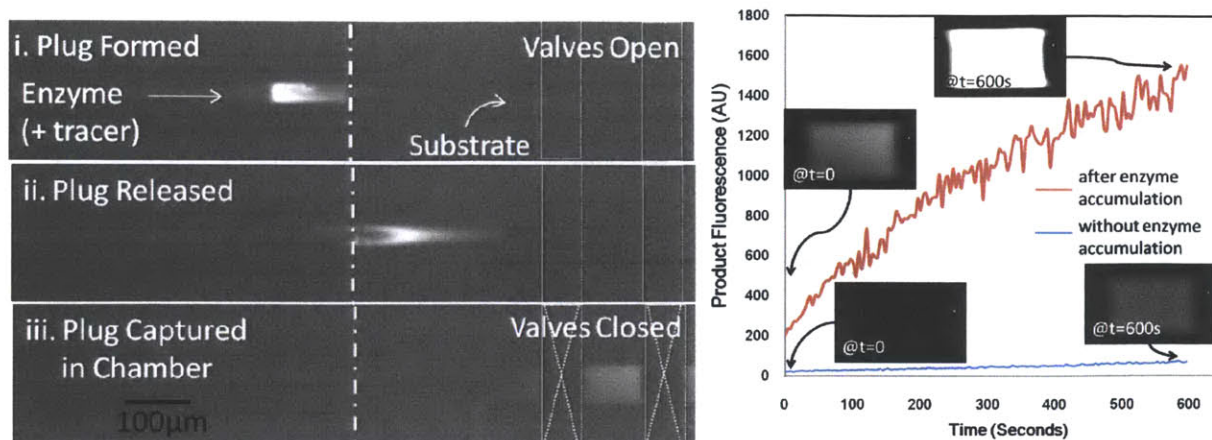 i. Plug Formed
Valves Open
Enzyme
(+ tracer)
Substrate
ii. Plug Released
iii. Plug Captured
in Chamber
Valves Closed
100µm
Product Fluorescence (AU)
1800
1600
1400
1200
1000
800
600
400
200
0
@t=600s
@t=0
after enzyme
accumulation
without enzyme
accumulation
@t=0
@t=600s
0 100 200 300 400 500 600
Time (Seconds)